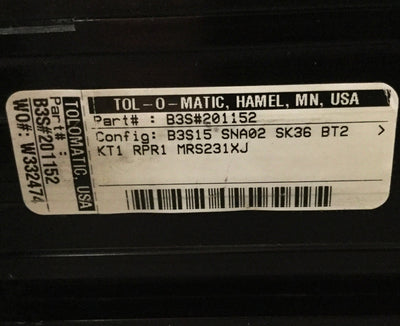 TOL-O-MATIC, HAMEL, MN, USA
Part# : B3S#201152
Config: B3S15 SNA02 SK36 BT2 >
KT1 RPR1 MRS231XJ
TOLOMATIC, USA
Part# :
B3S#201152
WO#: W332474